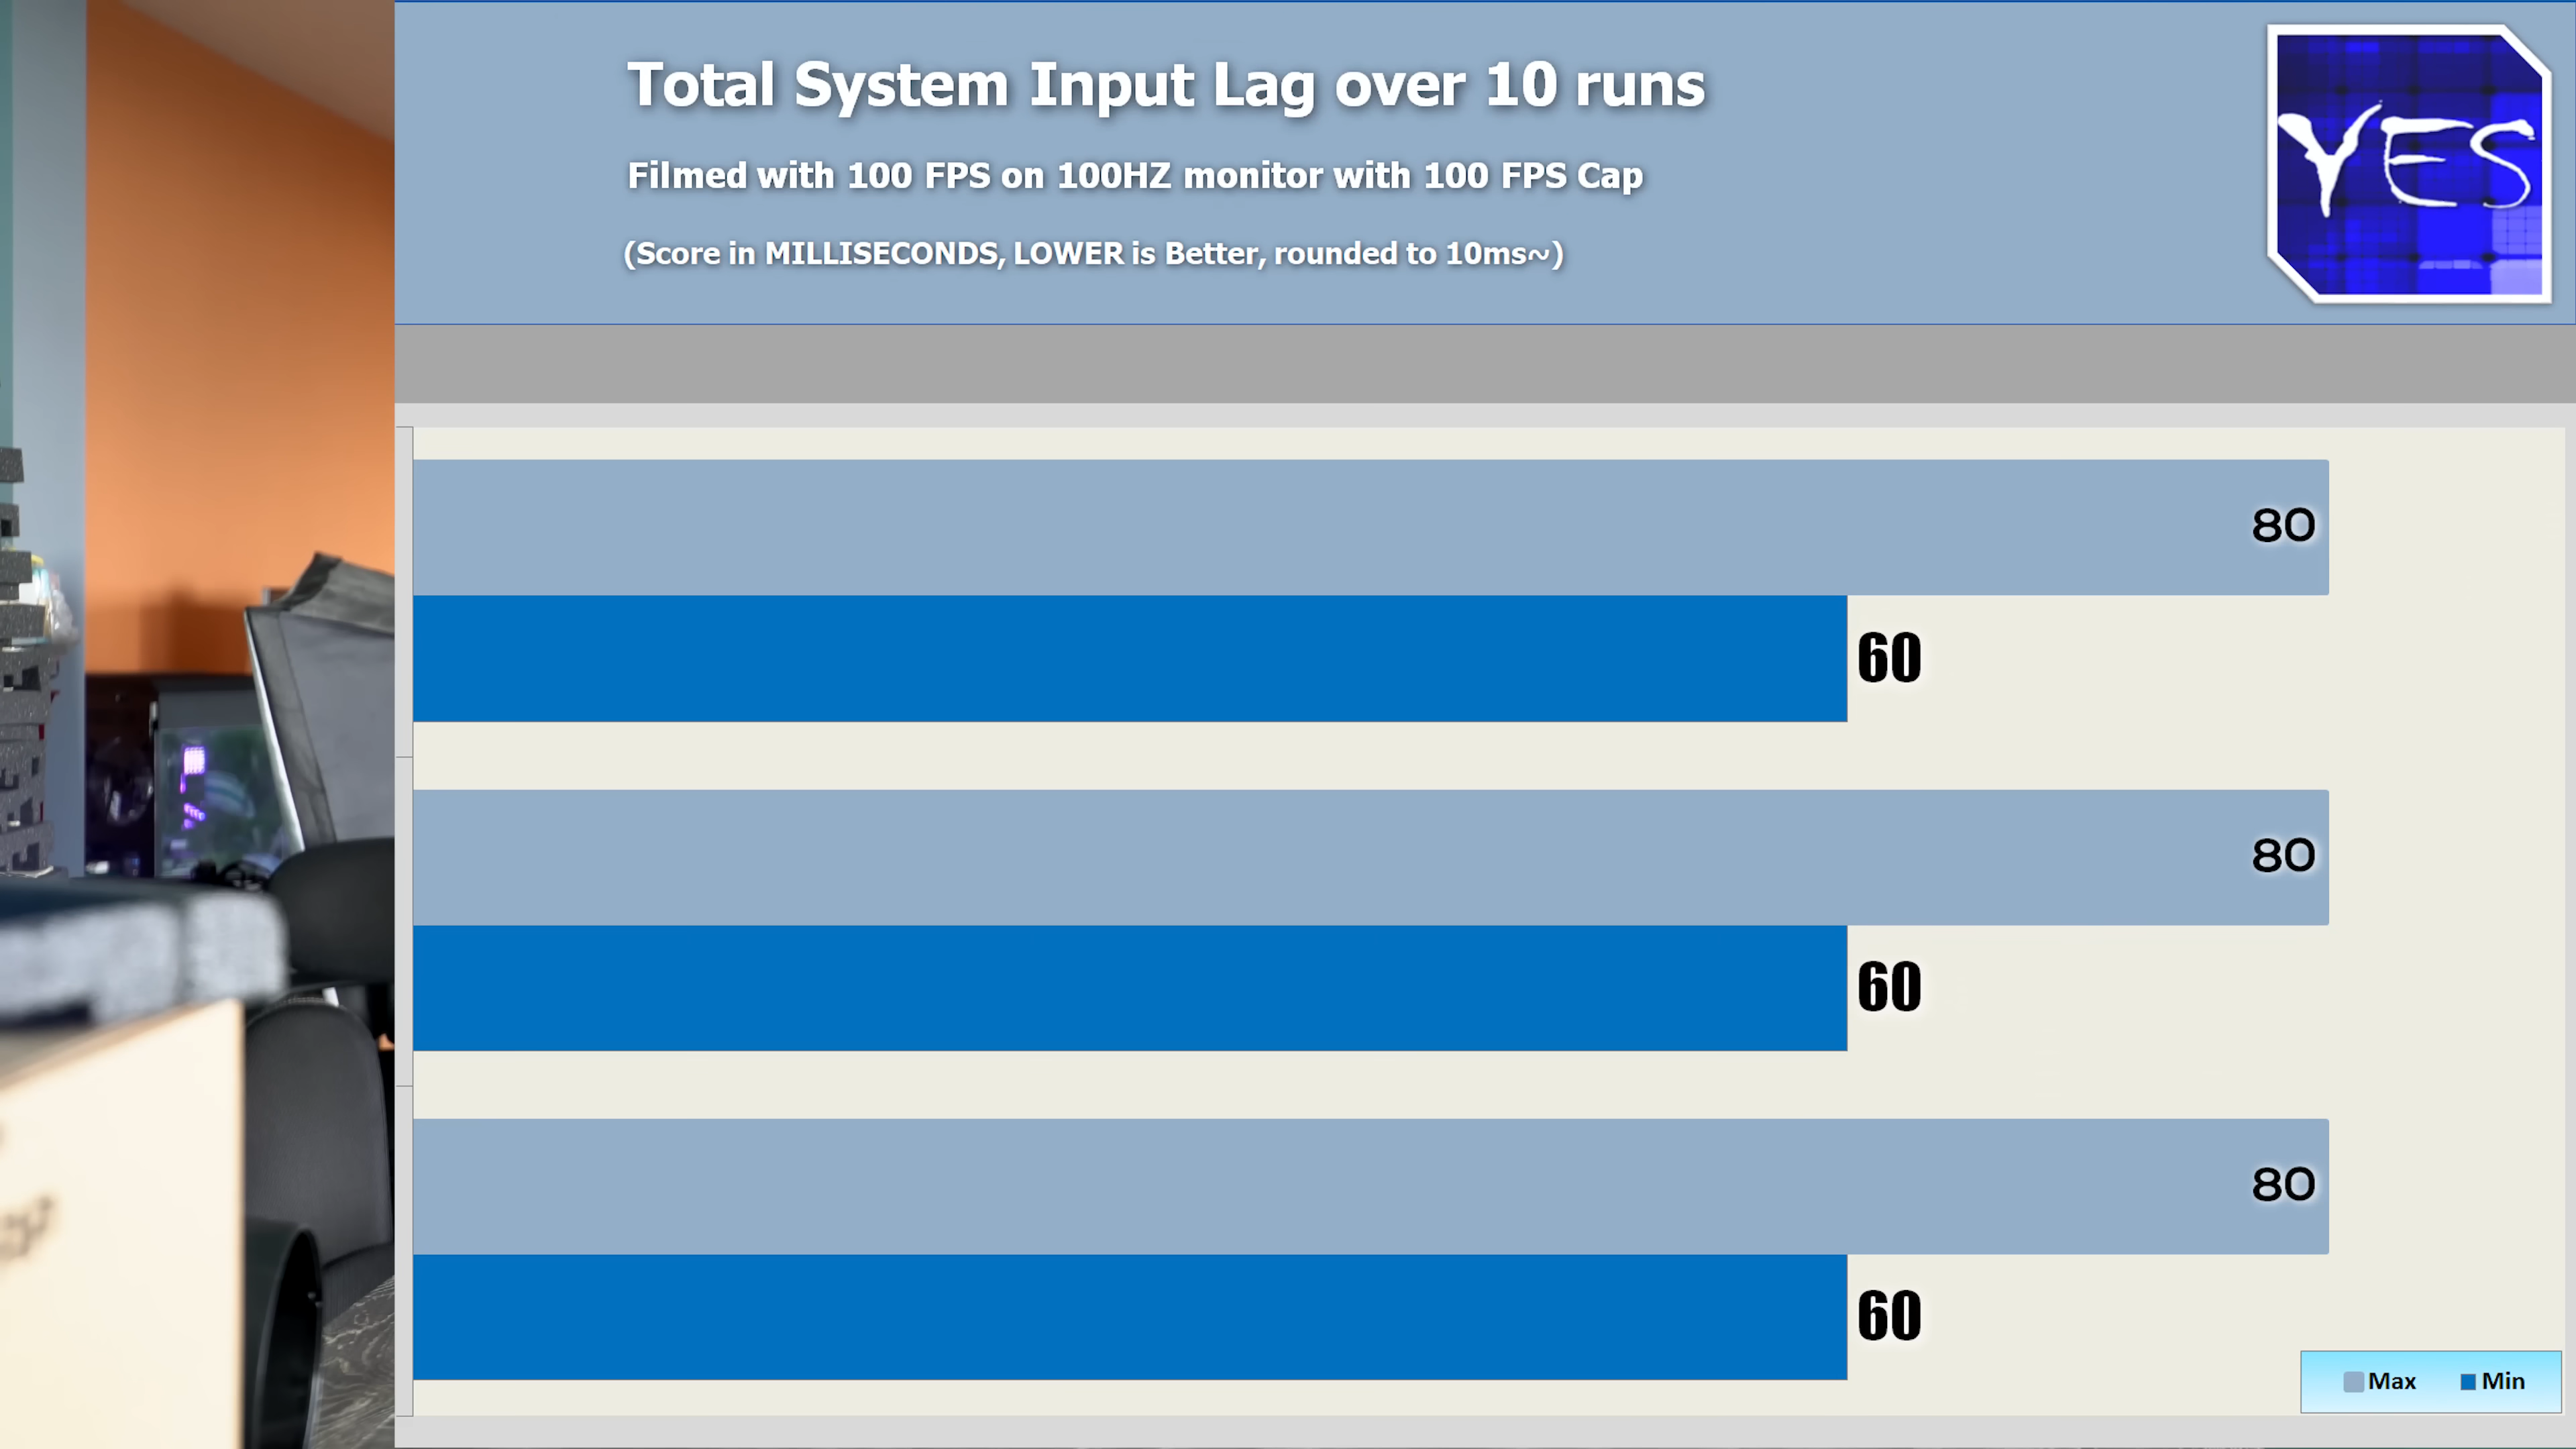 Total System Input Lag over 10 runs
YES
Filmed with 100 FPS on 100HZ monitor with 100 FPS Cap
(Score in MILLISECONDS, LOWER is Better, rounded to 10ms~)
80
60
80
60
80
60
Max Min